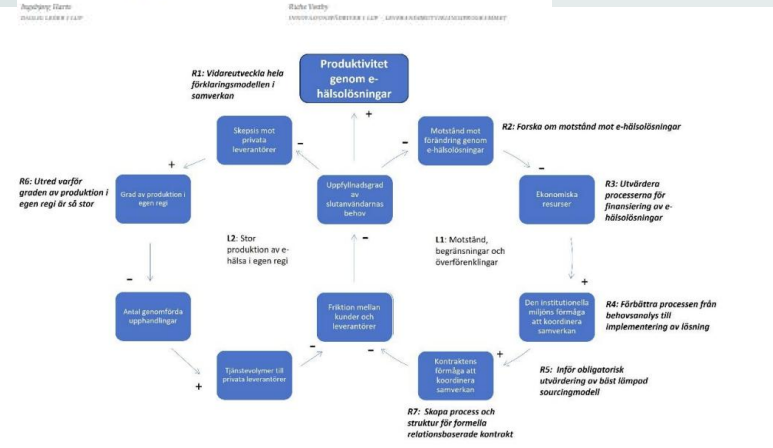 Produktivitet
genom e-
hälsolösningar
R1: Vidareutveckla hela
förklaringsmodellen i
samverkan
+
Skepsis mot
privata
leverantörer
–
–
Motstånd mot
förändring genom
e-hälsolösningar
R2: Forska om motstånd mot e-hälsolösningar
+
–
R6: Utred varför
graden av produktion i
egen regi är så stor
Grad av produktion i
egen regi
Uppfyllnadsgrad
av
slutanvändarnas
behov
Ekonomiska
resurser
R3: Utvärdera
processerna för
finansiering av e-
hälsolösningar
L2: Stor
produktion av e-
hälsa i egen regi
–
L1: Motstånd,
begränsningar och
överförenklingar
–
+
Antal genomförda
upphandlingar
Friktion mellan
kunder och
leverantörer
Den institutionella
miljöns förmåga
att koordinera
samverkan
R4: Förbättra processen från
behovsanalys till
implementering av lösning
–
–
+
Tjänstevolymer till
privata leverantörer
+
Kontraktens
förmåga att
koordinera
samverkan
R5: Inför obligatorisk
utvärdering av bäst lämpad
sourcingmodell
R7: Skapa process och
struktur för formella
relationsbaserade kontrakt